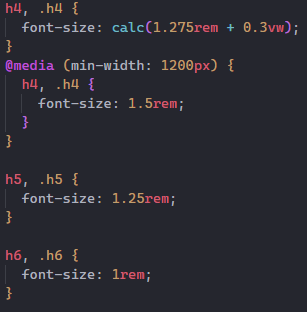 h4, .h4 {
  font-size: calc(1.275rem + 0.3vw);
}
@media (min-width: 1200px) {
  h4, .h4 {
    font-size: 1.5rem;
  }
}

h5, .h5 {
  font-size: 1.25rem;
}

h6, .h6 {
  font-size: 1rem;
}